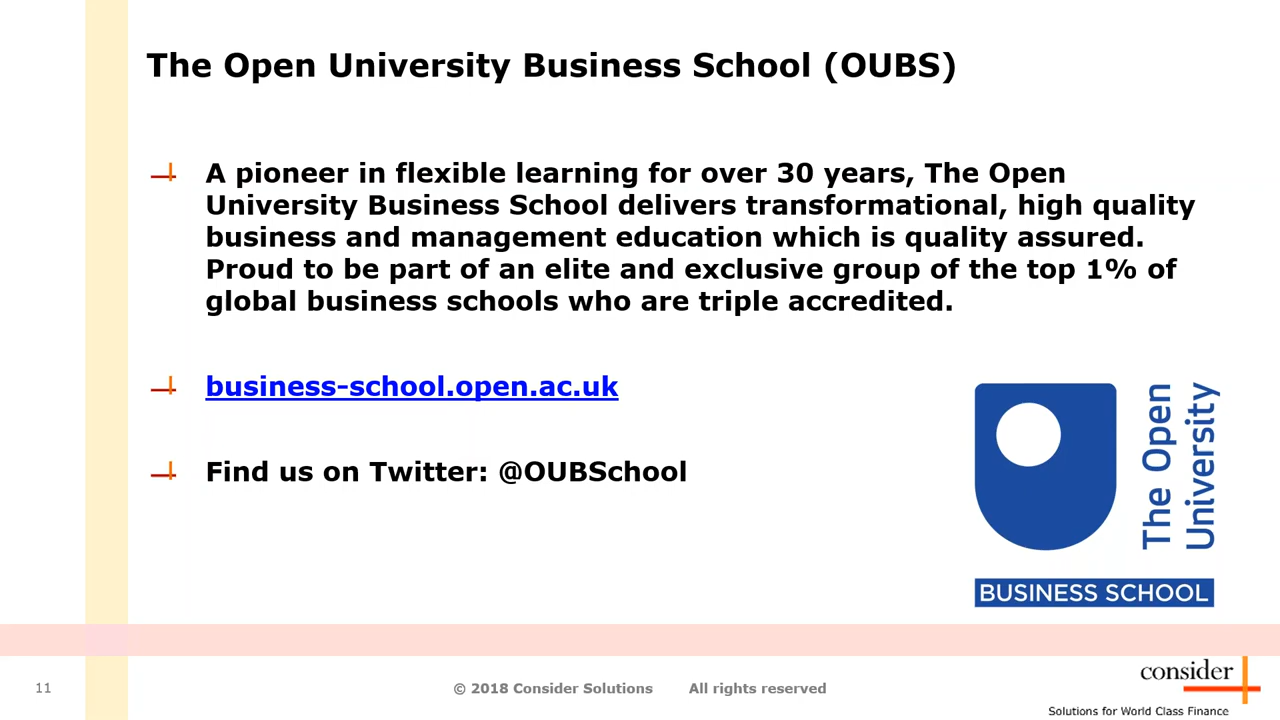 The Open University Business School (OUBS)
A pioneer in flexible learning for over 30 years, The Open
University Business School delivers transformational, high quality
business and management education which is quality assured.
Proud to be part of an elite and exclusive group of the top 1% of
global business schools who are triple accredited.
business-school.open.ac.uk
Find us on Twitter: @OUBSchool
The Open
University
BUSINESS SCHOOL
11
© 2018 Consider Solutions All rights reserved
consider
Solutions for World Class Finance